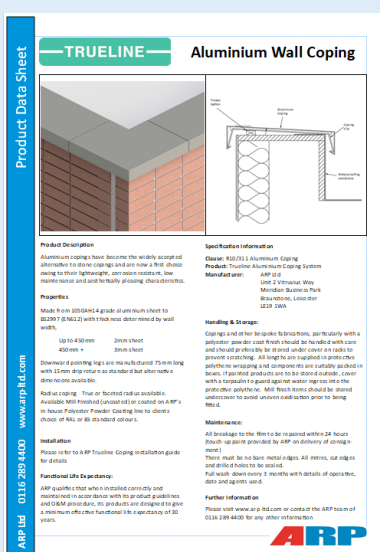 Product Data Sheet
www.arp-ltd.com
0116 289 4400
ARP Ltd
TRUELINE
Aluminium Wall Coping
Timber
batten
Aluminium
Coping
Coping
Clip
Waterproofing
membrane
Product Description
Aluminium copings have become the widely accepted
alternative to stone copings and are now a first choice
owing to their lightweight, corrosion resistant, low
maintenance and aesthetically pleasing characteristics.
Properties
Made from 1050AH14 grade aluminium sheet to
BS2997 (EN612) with thickness determined by wall
width,
Up to 450mm 2mm sheet
450mm + 3mm sheet
Downward pointing legs are manufactured 75mm long
with 15mm drip return as standard but alternative
dimensions available.
Radius coping True or faceted radius available.
Available Mill Finished (uncoated) or coated on ARP's
in house Polyester Powder Coating line to clients
choice of RAL or BS standard colours.
Installation
Please refer to ARP Trueline Coping installation guide
for details
Functional Life Expectancy:
ARP qualifies that when installed correctly and
maintained in accordance with its product guidelines
and O&M procedure, its products are designed to give
a minimum effective functional life expectancy of 30
years.
Specification Information
Clause: R10/311 Aluminium Coping
Product: Trueline Aluminium Coping System
Manufacturer: ARP Ltd
Unit 2 Vitruvius Way
Meridian Business Park
Braunstone, Leicester
LE19 1WA
Handling & Storage:
Copings and other bespoke fabrications, particularly with a
polyester powder coat finish should be handled with care
and should preferably be stored under cover on racks to
prevent scratching. All lengths are supplied in protective
polythene wrapping and components are suitably packed in
boxes. If painted products are to be stored outside, cover
with a tarpaulin to guard against water ingress into the
protective polythene. Mill finish items should be stored
undercover to avoid uneven oxidisation prior to being
fitted.
Maintenance:
All breakage to the film to be repaired within 24 hours
(touch up paint provided by ARP on delivery of consign-
ment)
There must be no bare metal edges. All mitres, cut edges
and drilled holes to be sealed.
Full wash down every 3 months with details of operative,
date and agents used.
Further Information
Please visit www.arp-ltd.com or contact the ARP team of
0116 289 4400 for any other information
ARP